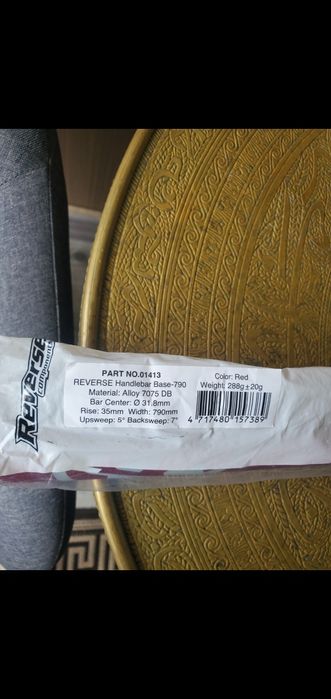 Reverse
components
PART NO.01413
REVERSE Handlebar Base-790
Material: Alloy 7075 DB
Bar Center: Ø 31,8mm
Rise: 35mm Width: 790mm
Upsweep: 5° Backsweep: 7°
Color: Red
Weight: 288g±20g
4 717480 157389